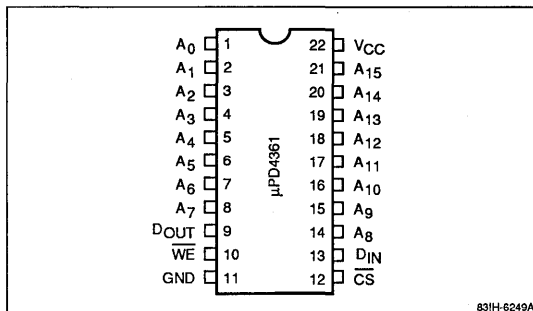 A0 1 22 VCC
A1 2 21 A15
A2 3 20 A14
A3 4 19 A13
A4 5 18 A12
A5 6 17 A11
A6 7 16 A10
A7 8 15 A9
DOUT 9 14 A8
W̅E̅ 10 13 DIN
GND 11 12 C̅S̅
μPD4361
83IH-6249A